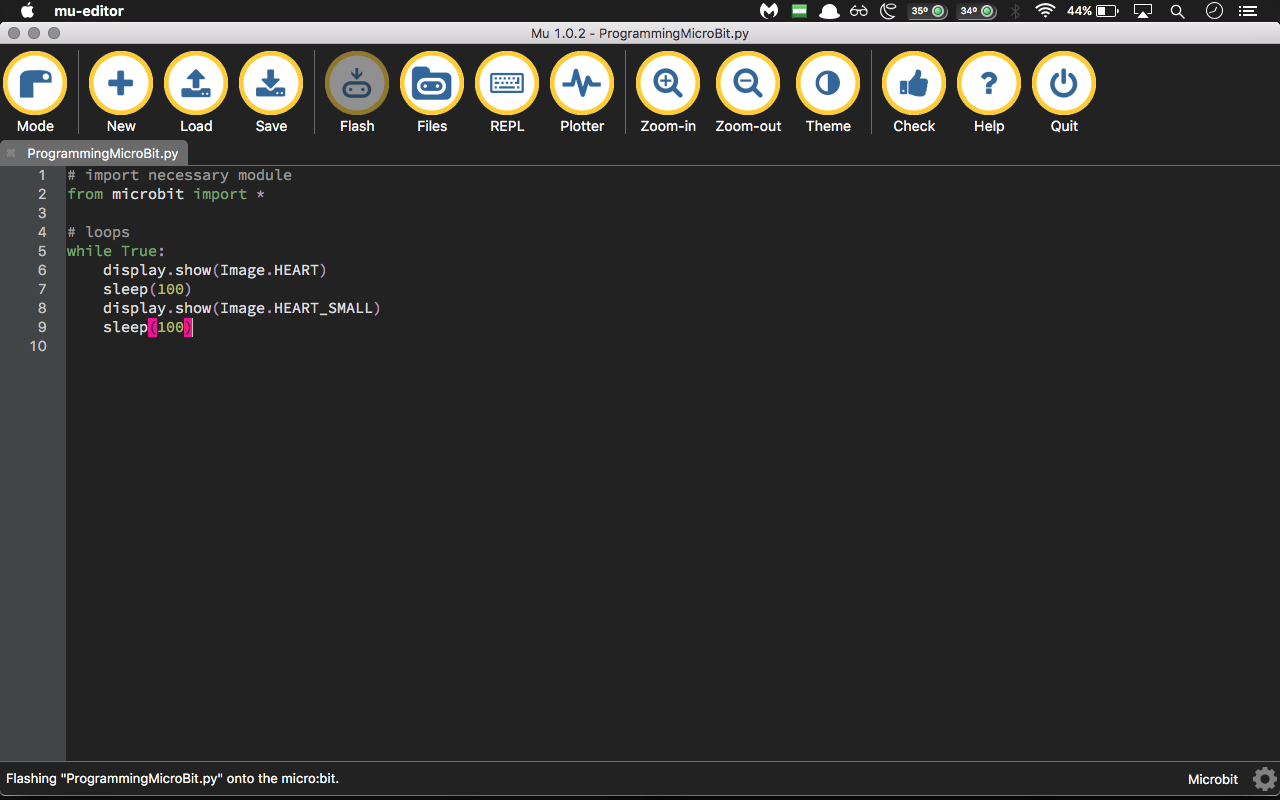 mu-editor 35° 34° 44%
Mu 1.0.2 - ProgrammingMicroBit.py
Mode New Load Save Flash Files REPL Plotter Zoom-in Zoom-out Theme Check Help Quit
ProgrammingMicroBit.py
1 # import necessary module
2 from microbit import *
3
4 # loops
5 while True:
6     display.show(Image.HEART)
7     sleep(100)
8     display.show(Image.HEART_SMALL)
9     sleep(100)
10
Flashing "ProgrammingMicroBit.py" onto the micro:bit. Microbit